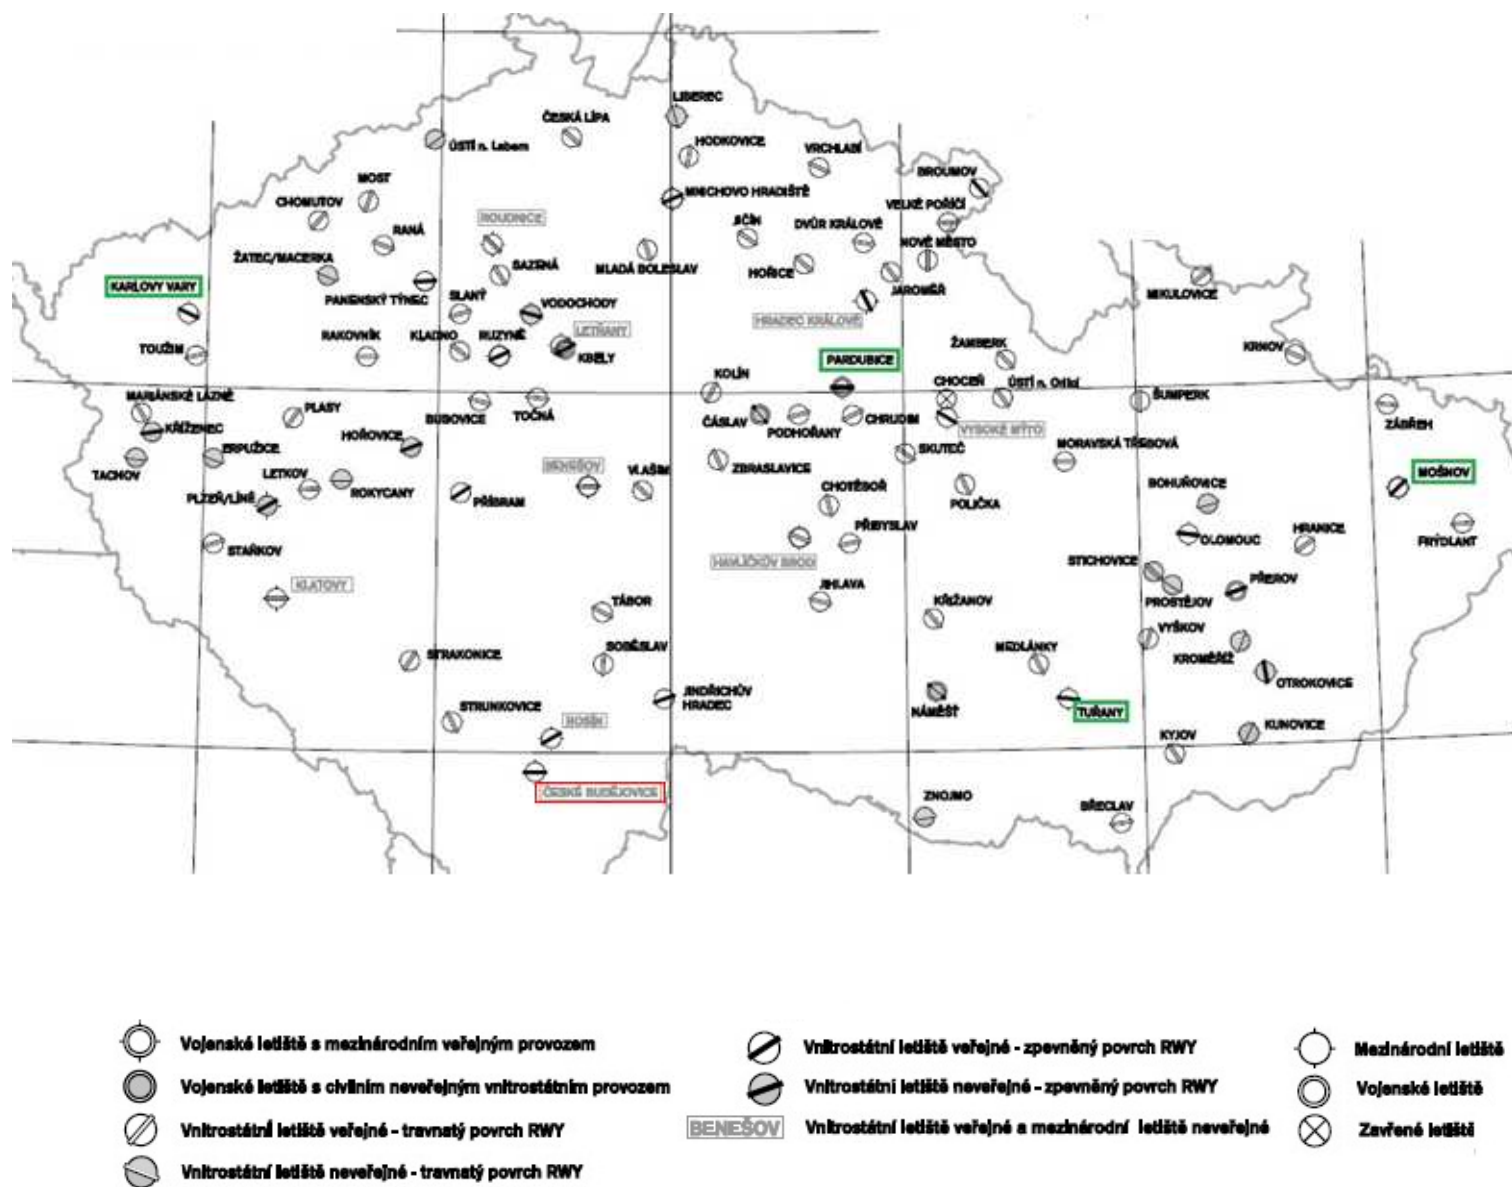 LIBEREC
ČESKÁ LÍPA
ÚSTÍ n. Labem
HODKOVICE
VRCHLABÍ
BROUMOV
MOST
CHOMUTOV
MNICHOVO HRADIŠTĚ
VELKÉ POŘÍČÍ
ROUDNICE
RANÁ
JIČÍN
DVŮR KRÁLOVÉ
NOVÉ MĚSTO
ŽATEC/MACERKA
SAZENÁ
MLADÁ BOLESLAV
HOŘICE
JAROMĚŘ
MIKULOVICE
KARLOVY VARY
PANENSKÝ TÝNEC
SLANÝ
VODOCHODY
HRADEC KRÁLOVÉ
TOUŽIM
RAKOVNÍK
KLADNO
RUZYNĚ
LETŇANY
KBELY
PARDUBICE
ŽAMBERK
KRNOV
MARIÁNSKÉ LÁZNĚ
PLASY
BUBOVICE
TOČNÁ
KOLÍN
CHOCEŇ
ÚSTÍ n. Orlicí
ŠUMPERK
KŘÍŽENEC
HOŘOVICE
ČÁSLAV
PODHOŘANY
CHRUDIM
VYSOKÉ MÝTO
ZÁBŘEH
ERPUŽICE
TACHOV
LETKOV
ROKYCANY
BENEŠOV
VLAŠIM
ZBRASLAVICE
SKUTEČ
MORAVSKÁ TŘEBOVÁ
MOŠNOV
PLZEŇ/LÍNĚ
PŘÍBRAM
CHOTĚBOŘ
POLIČKA
BOHUŇOVICE
STAŇKOV
HAVLÍČKŮV BROD
PŘIBYSLAV
OLOMOUC
HRANICE
FRÝDLANT
KLATOVY
STICHOVICE
PROSTĚJOV
PŘEROV
TÁBOR
JIHLAVA
KŘIŽANOV
STRAKONICE
SOBĚSLAV
MEDLÁNKY
VYŠKOV
KROMĚŘÍŽ
OTROKOVICE
STRUNKOVICE
JINDŘICHŮV
HRADEC
HOSÍN
NÁMĚŠŤ
TUŘANY
KYJOV
KUNOVICE
ČESKÉ BUDĚJOVICE
ZNOJMO
BŘECLAV
Vojenské letiště s mezinárodním veřejným provozem
Vojenské letiště s civilním neveřejným vnitrostátním provozem
Vnitrostátní letiště veřejné - travnatý povrch RWY
Vnitrostátní letiště neveřejné - travnatý povrch RWY
Vnitrostátní letiště veřejné - zpevněný povrch RWY
Vnitrostátní letiště neveřejné - zpevněný povrch RWY
BENEŠOV Vnitrostátní letiště veřejné a mezinárodní letiště neveřejné
Mezinárodní letiště
Vojenské letiště
Zavřené letiště